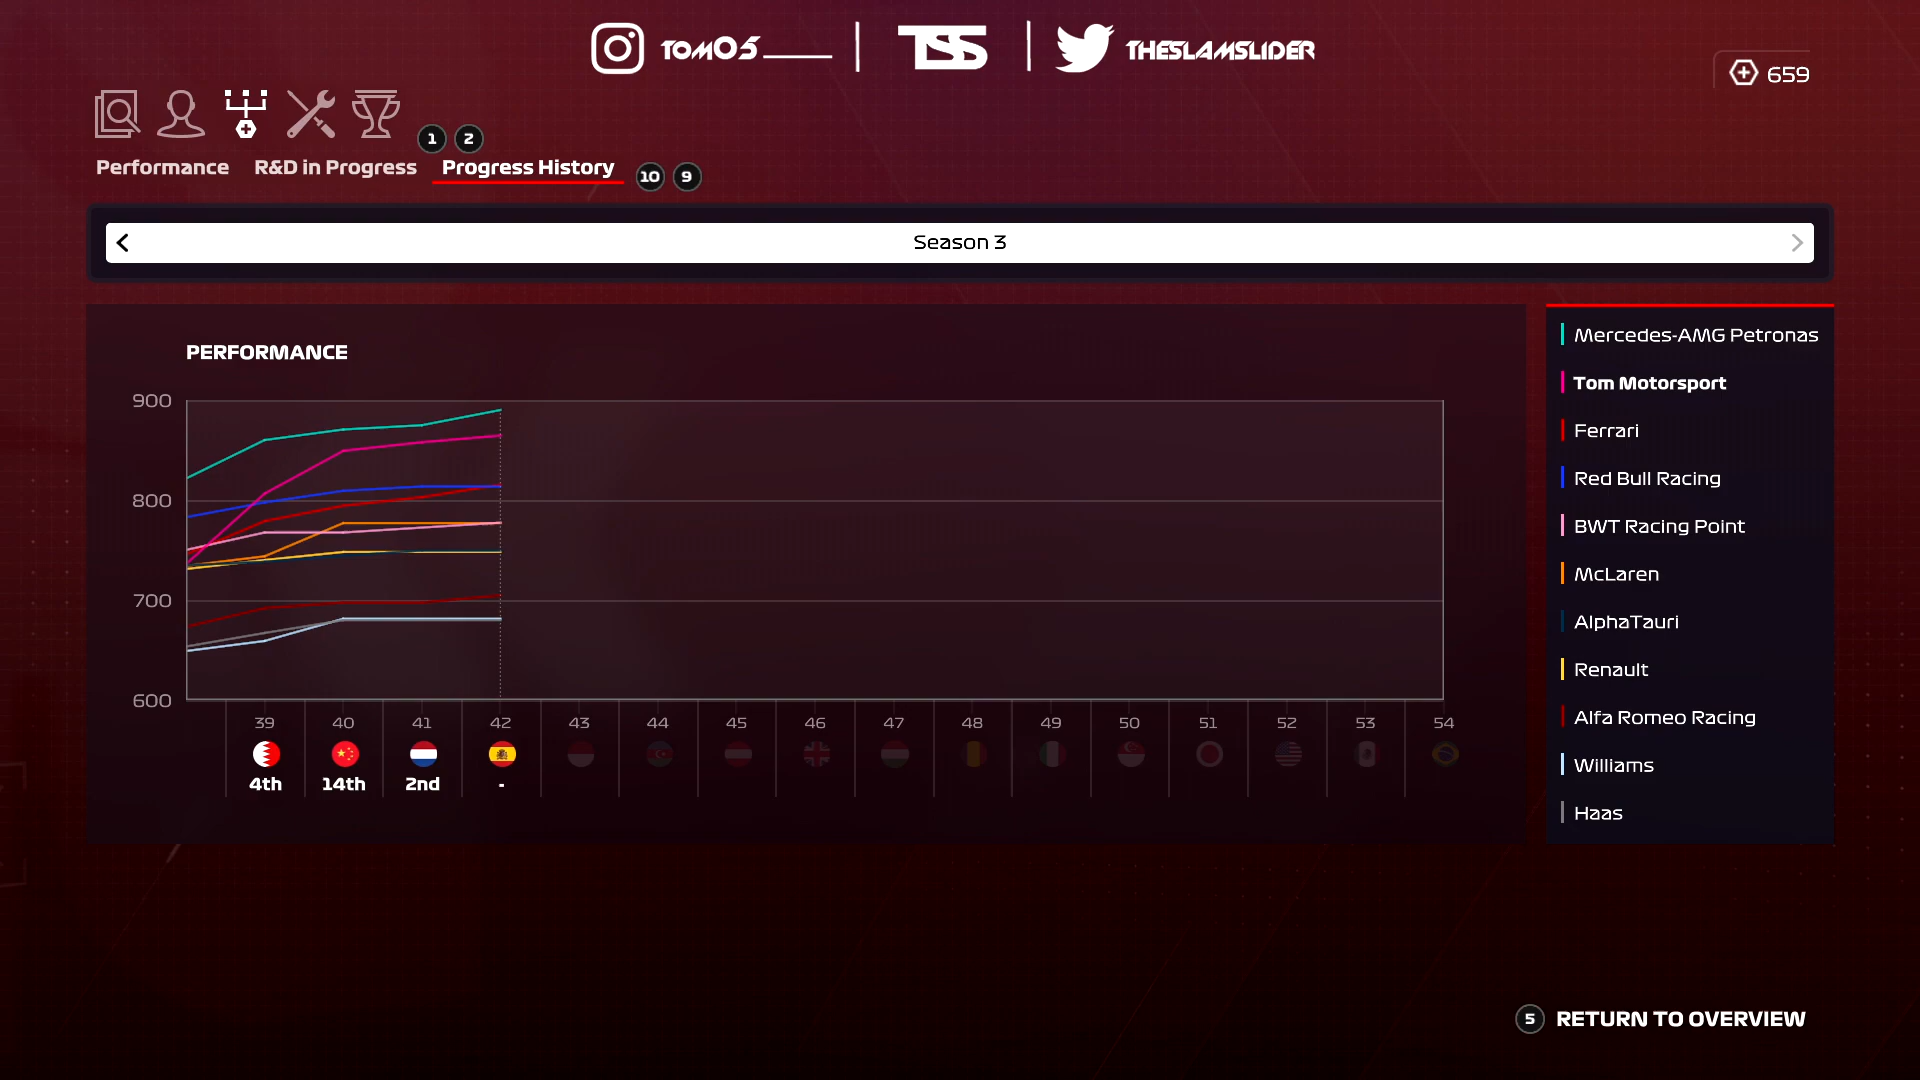 TOM05_____ TSS THESLAMSLIDER
659
1 2
Performance R&D in Progress Progress History 10 9
Season 3
PERFORMANCE
900
800
700
600
39 40 41 42 43 44 45 46 47 48 49 50 51 52 53 54
4th 14th 2nd -
Mercedes-AMG Petronas
Tom Motorsport
Ferrari
Red Bull Racing
BWT Racing Point
McLaren
AlphaTauri
Renault
Alfa Romeo Racing
Williams
Haas
5 RETURN TO OVERVIEW